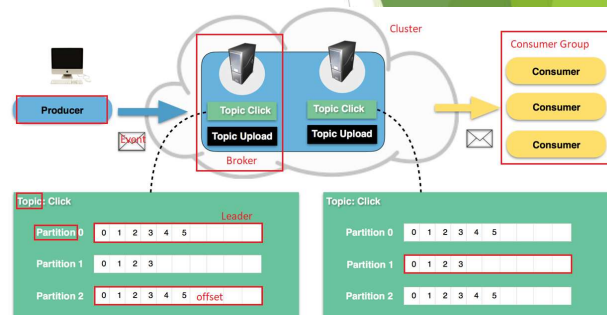 Cluster
Consumer Group
Consumer
Consumer
Consumer
Producer
Event
Topic Click
Topic Upload
Broker
Topic Click
Topic Upload
Topic: Click
Leader
Partition 0 0 1 2 3 4 5
Partition 1 0 1 2 3
Partition 2 0 1 2 3 4 5 offset
Topic: Click
Partition 0 0 1 2 3 4 5
Partition 1 0 1 2 3
Partition 2 0 1 2 3 4 5